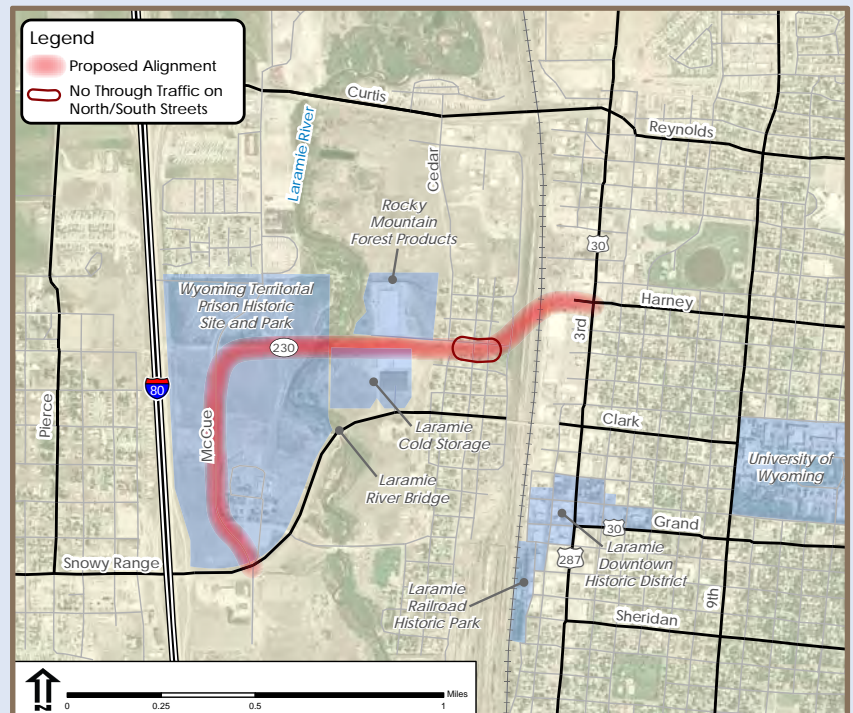 Legend
Proposed Alignment
No Through Traffic on
North/South Streets
Curtis
Reynolds
Laramie River
Cedar
Rocky
Mountain
Forest Products
30
Wyoming Territorial
Prison Historic
Site and Park
Harney
3rd
230
80
Pierce
McCue
Clark
Laramie
Cold Storage
University of
Wyoming
Laramie
River Bridge
Grand
30
Snowy Range
287
Laramie
Downtown
Historic District
Laramie
Railroad
Historic Park
9th
Sheridan
N
0
0.25
0.5
1
Miles